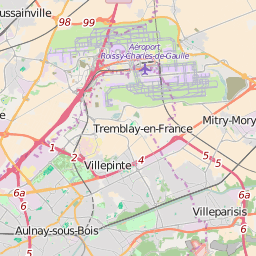 ussainville
98
99
Aéroport
Roissy-Charles-de-Gaulle
Tremblay-en-France
Mitry-Mory
1
2
4
5
5
Villepinte
6a
6
6a
6
Villeparisis
Aulnay-sous-Bois